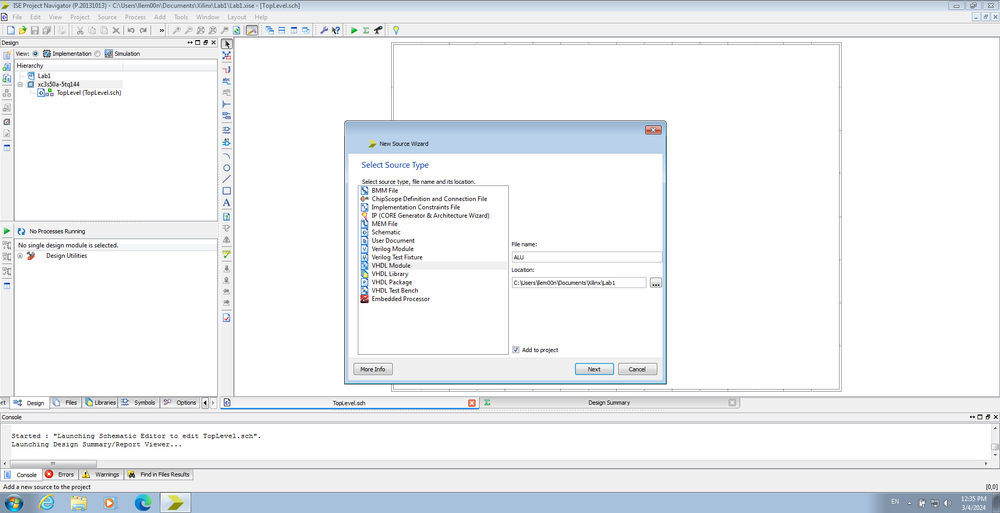 ISE Project Navigator (P.20131013) - C:\Users\llem00n\Documents\Xilinx\Lab1\Lab1.xise - [TopLevel.sch]
File Edit View Project Source Process Add Tools Window Layout Help
Design
View: Implementation Simulation
Hierarchy
Lab1
xc3s50a-5tq144
TopLevel (TopLevel.sch)
No Processes Running
No single design module is selected.
Design Utilities
abc
a(0)
A1
A
New Source Wizard
Select Source Type
Select source type, file name and its location.
BMM File
ChipScope Definition and Connection File
Implementation Constraints File
IP (CORE Generator & Architecture Wizard)
MEM File
Schematic
User Document
Verilog Module
Verilog Test Fixture
VHDL Module
VHDL Library
VHDL Package
VHDL Test Bench
Embedded Processor
File name:
ALU
Location:
C:\Users\llem00n\Documents\Xilinx\Lab1
...
Add to project
More Info
Next
Cancel
rt Design Files Libraries Symbols Options
TopLevel.sch
Design Summary
Console
Started : "Launching Schematic Editor to edit TopLevel.sch".
Launching Design Summary/Report Viewer...
Console Errors Warnings Find in Files Results
Add a new source to the project
[0,0]
EN
12:35 PM
3/4/2024